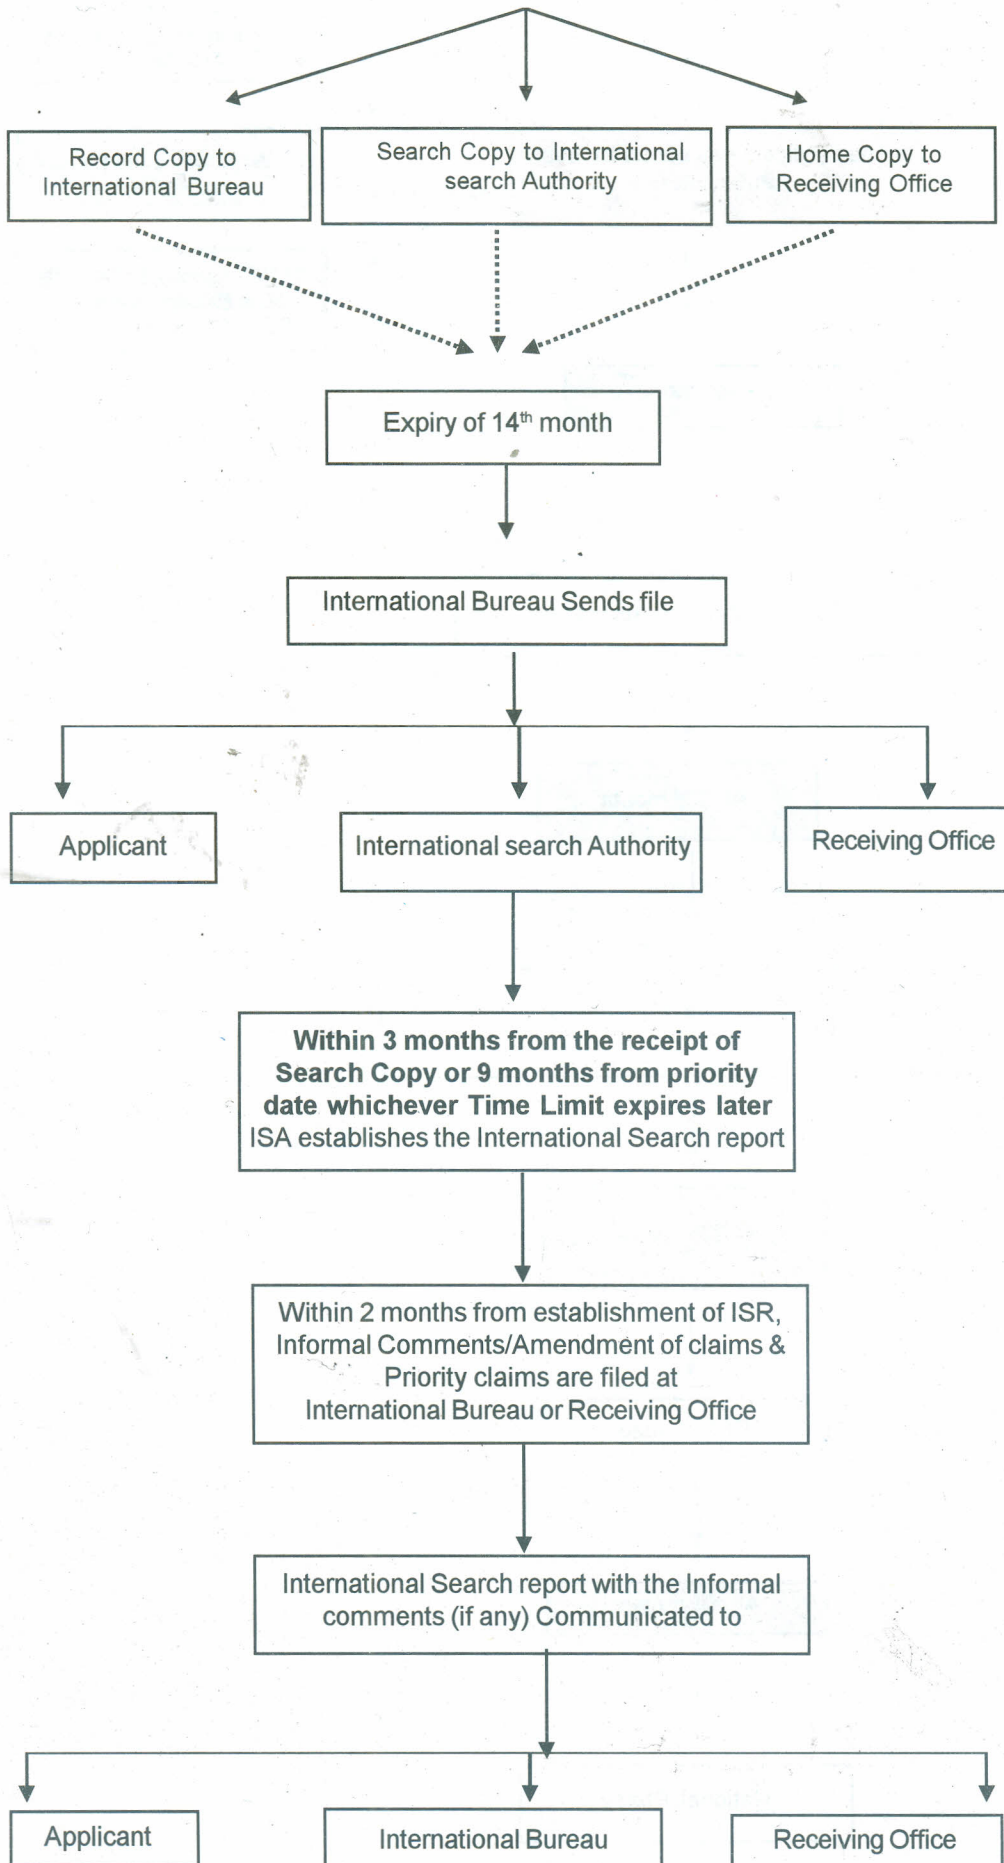 Record Copy to
International Bureau
Search Copy to International
search Authority
Home Copy to
Receiving Office
Expiry of 14th month
International Bureau Sends file
Applicant
International search Authority
Receiving Office
Within 3 months from the receipt of
Search Copy or 9 months from priority
date whichever Time Limit expires later
ISA establishes the International Search report
Within 2 months from establishment of ISR,
Informal Comments/Amendment of claims &
Priority claims are filed at
International Bureau or Receiving Office
International Search report with the Informal
comments (if any) Communicated to
Applicant
International Bureau
Receiving Office